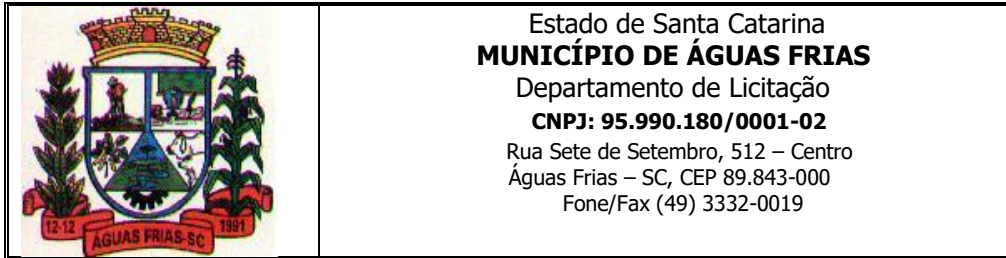 Estado de Santa Catarina
MUNICÍPIO DE ÁGUAS FRIAS
Departamento de Licitação
CNPJ: 95.990.180/0001-02
Rua Sete de Setembro, 512 – Centro
Águas Frias – SC, CEP 89.843-000
Fone/Fax (49) 3332-0019
12-12
ÁGUAS FRIAS-SC
1991